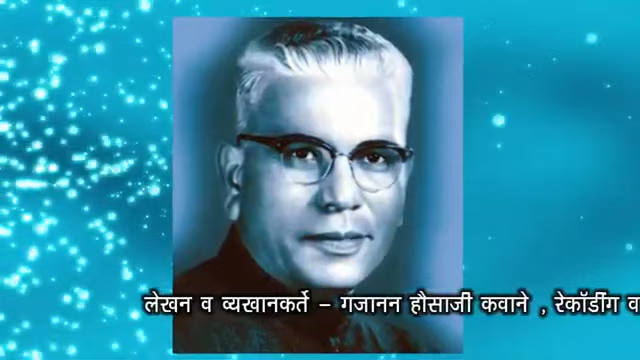 लेखन व व्यखानकर्ते – गजानन हौसाजी कवाने , रेकॉर्डींग व